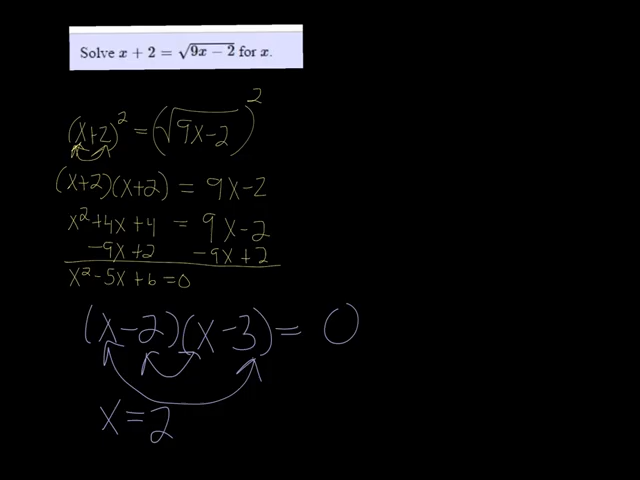 Solve x + 2 = √(9x − 2) for x.
(x+2)² = (√(9x-2))²
(x+2)(x+2) = 9x-2
x²+4x+4 = 9x-2
-9x+2 -9x+2
x²-5x+6=0
(x-2)(x-3)=0
x=2